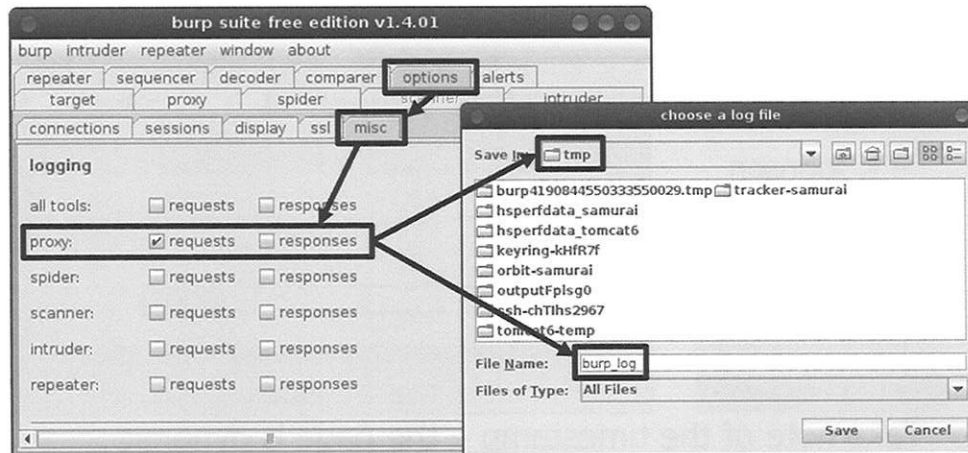 burp suite free edition v1.4.01
burp intruder repeater window about
repeater sequencer decoder comparer options alerts
target proxy spider scanner intruder
connections sessions display ssl misc
logging
all tools: requests responses
proxy: requests responses
spider: requests responses
scanner: requests responses
intruder: requests responses
repeater: requests responses
choose a log file
Save In: tmp
burp4190844550333550029.tmp tracker-samurai
hsperfdata_samurai
hsperfdata_tomcat6
keyring-kHfR7f
orbit-samurai
outputFplsg0
ssh-chTlhs2967
tomcat6-temp
File Name: burp_log
Files of Type: All Files
Save Cancel